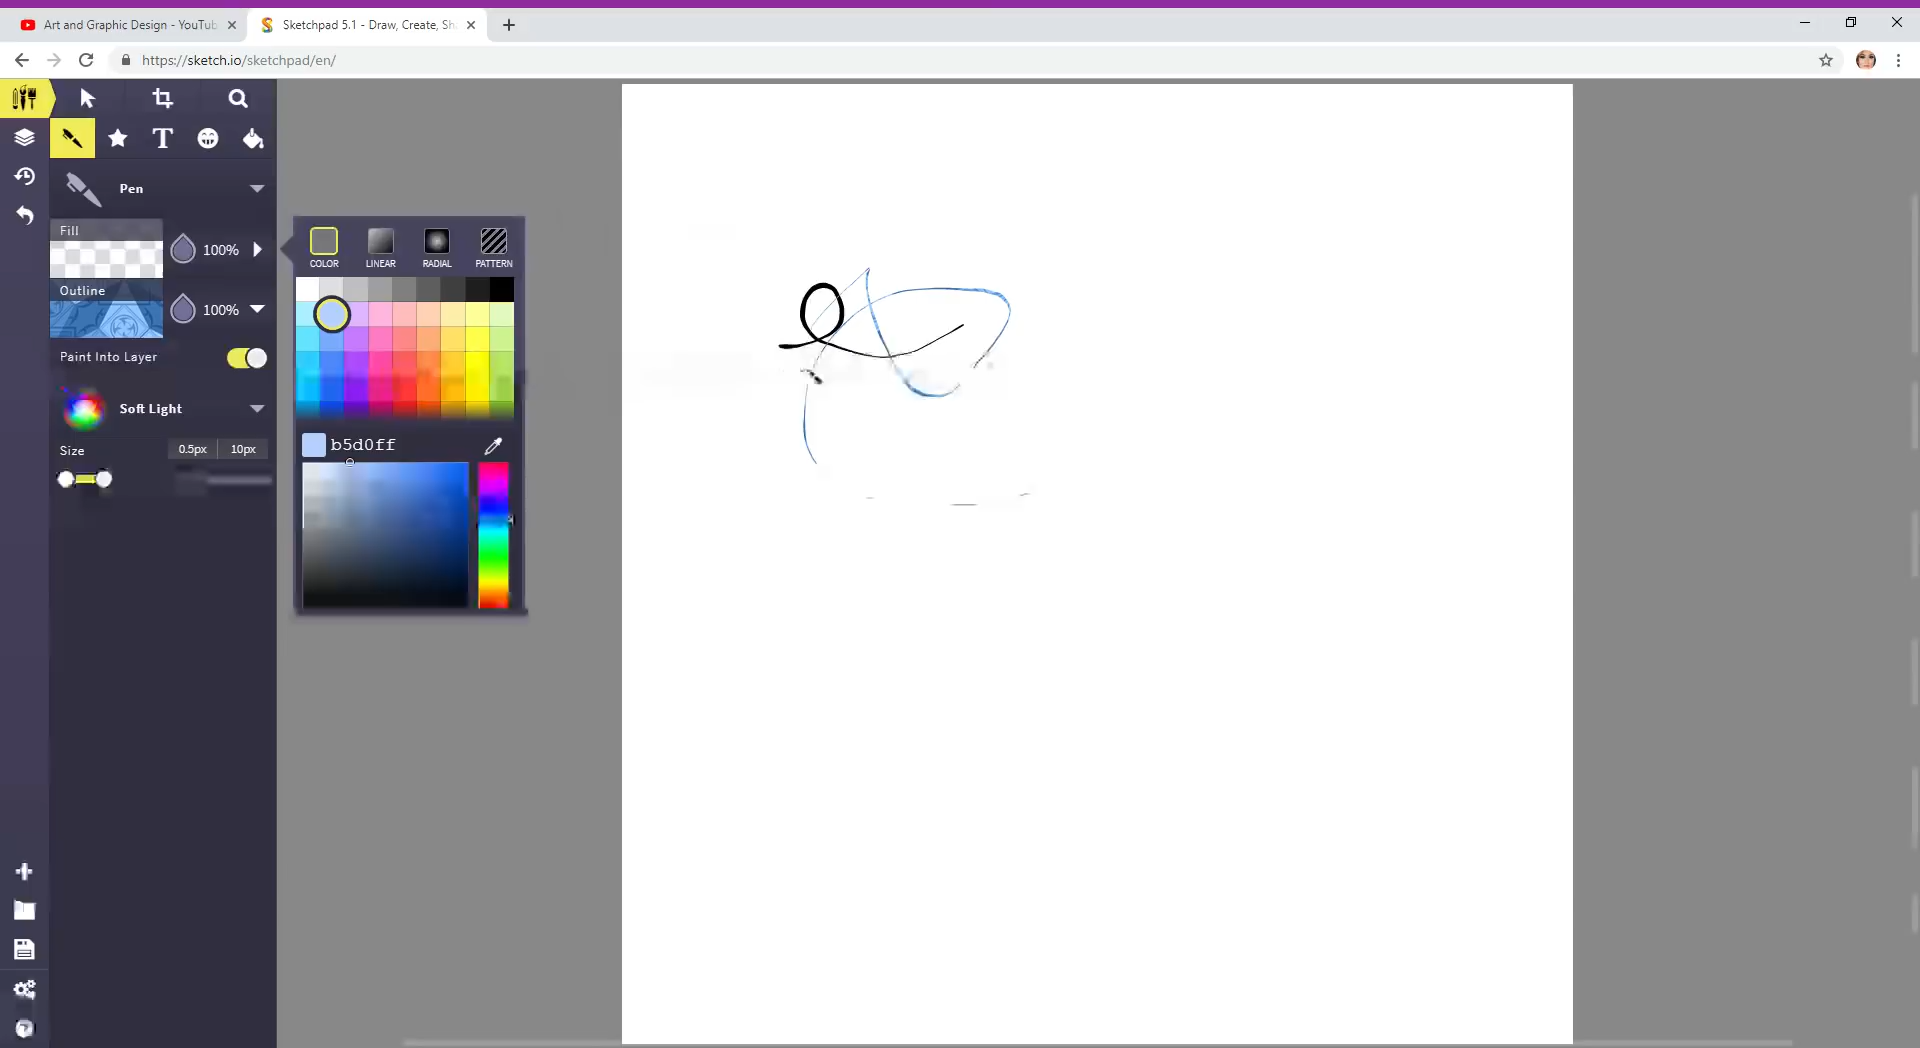 Art and Graphic Design - YouTub
Sketchpad 5.1 - Draw, Create, Sh
https://sketch.io/sketchpad/en/
T
Pen
Fill
100%
COLOR
LINEAR
RADIAL
PATTERN
Outline
100%
Paint Into Layer
Soft Light
b5d0ff
Size
0.5px
10px